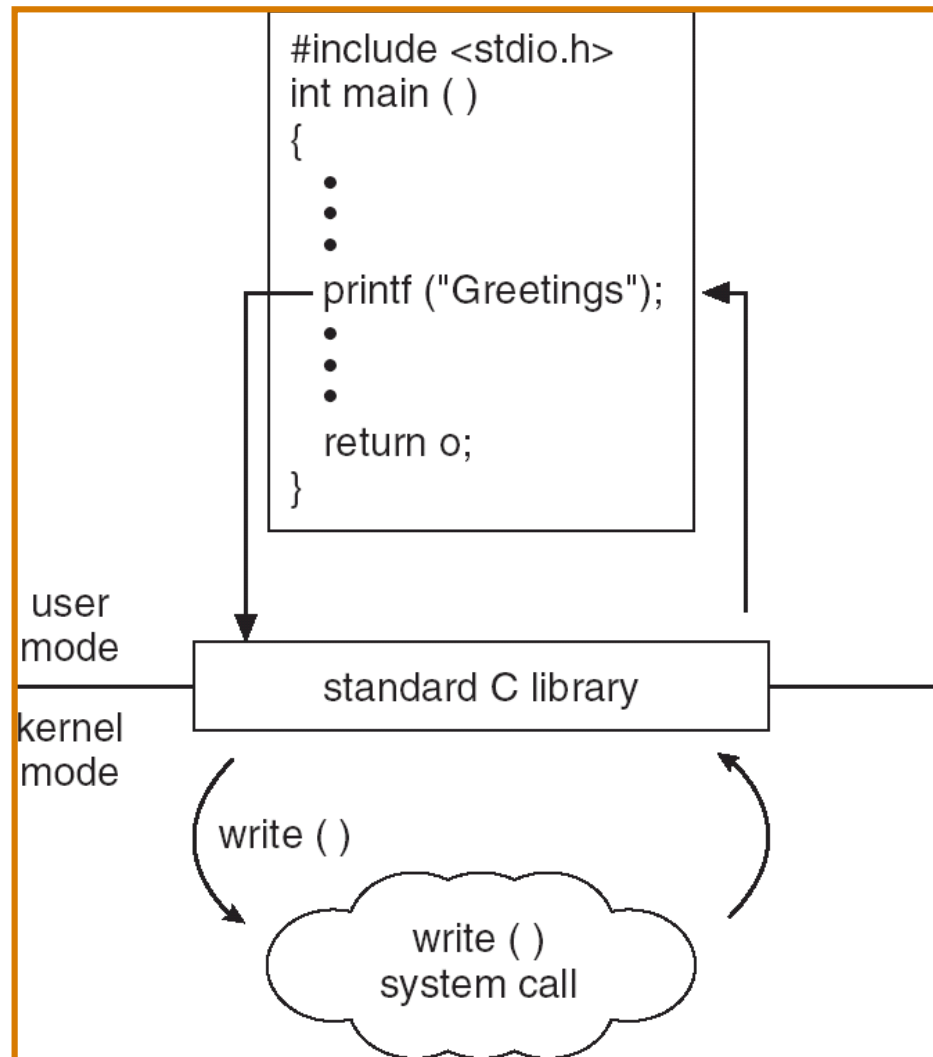 #include <stdio.h>
int main ( )
{
•
•
•
printf ("Greetings");
•
•
•
return o;
}
user
mode
standard C library
kernel
mode
write ( )
write ( )
system call